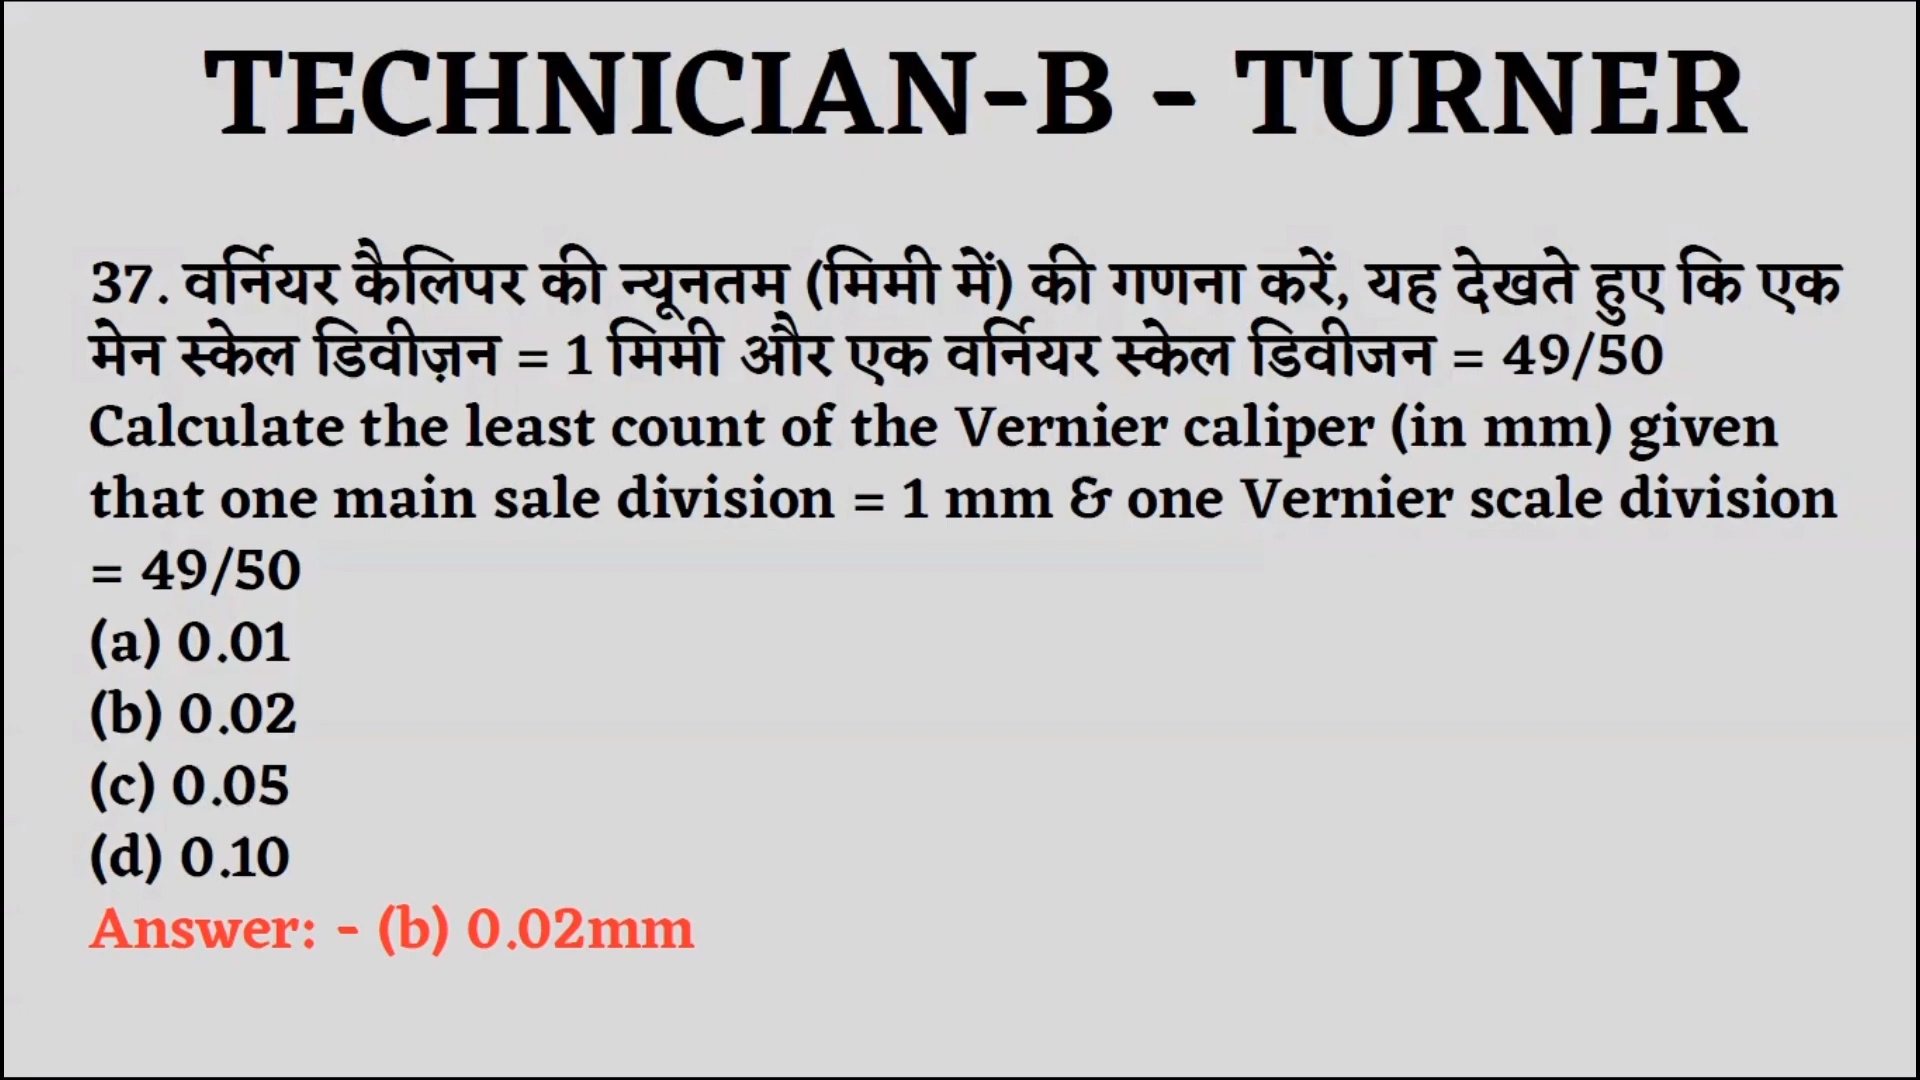 TECHNICIAN-B - TURNER
37. वर्नियर कैलिपर की न्यूनतम (मिमी में) की गणना करें, यह देखते हुए कि एक
मेन स्केल डिवीज़न = 1 मिमी और एक वर्नियर स्केल डिवीजन = 49/50
Calculate the least count of the Vernier caliper (in mm) given
that one main sale division = 1 mm & one Vernier scale division
= 49/50
(a) 0.01
(b) 0.02
(c) 0.05
(d) 0.10
Answer: - (b) 0.02mm